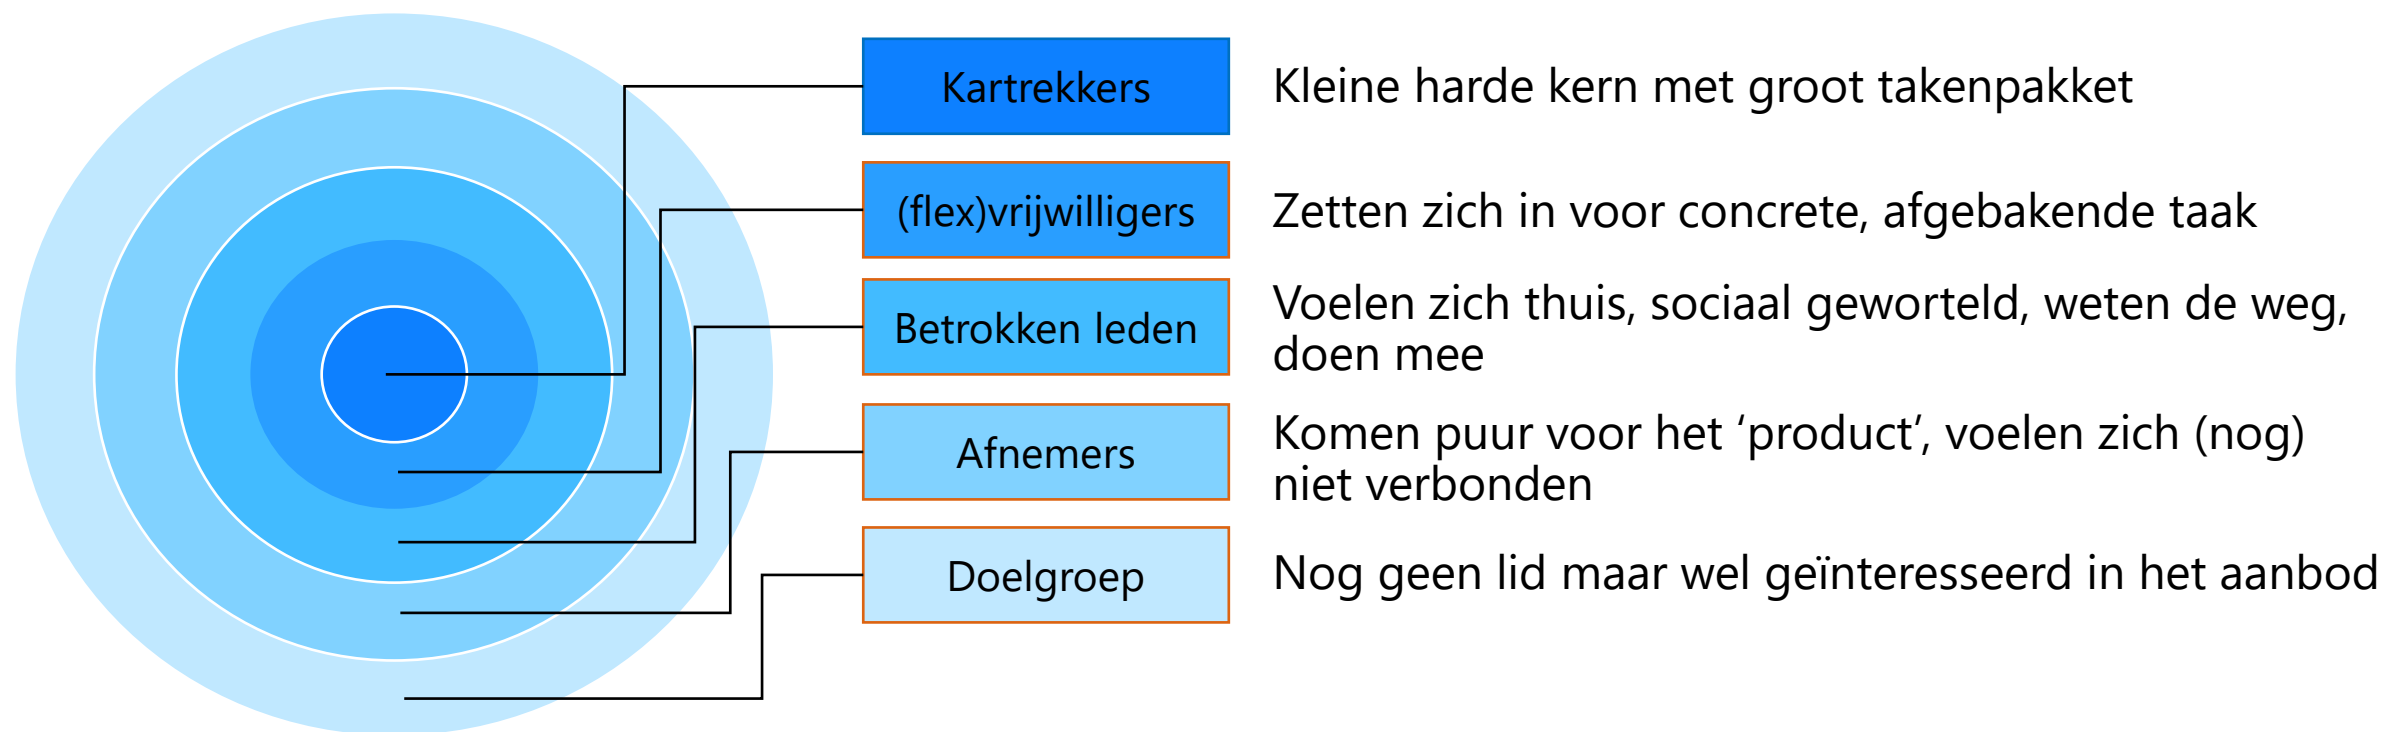 Kartrekkers
Kleine harde kern met groot takenpakket
(flex)vrijwilligers
Zetten zich in voor concrete, afgebakende taak
Betrokken leden
Voelen zich thuis, sociaal geworteld, weten de weg,
doen mee
Afnemers
Komen puur voor het ‘product’, voelen zich (nog)
niet verbonden
Doelgroep
Nog geen lid maar wel geïnteresseerd in het aanbod